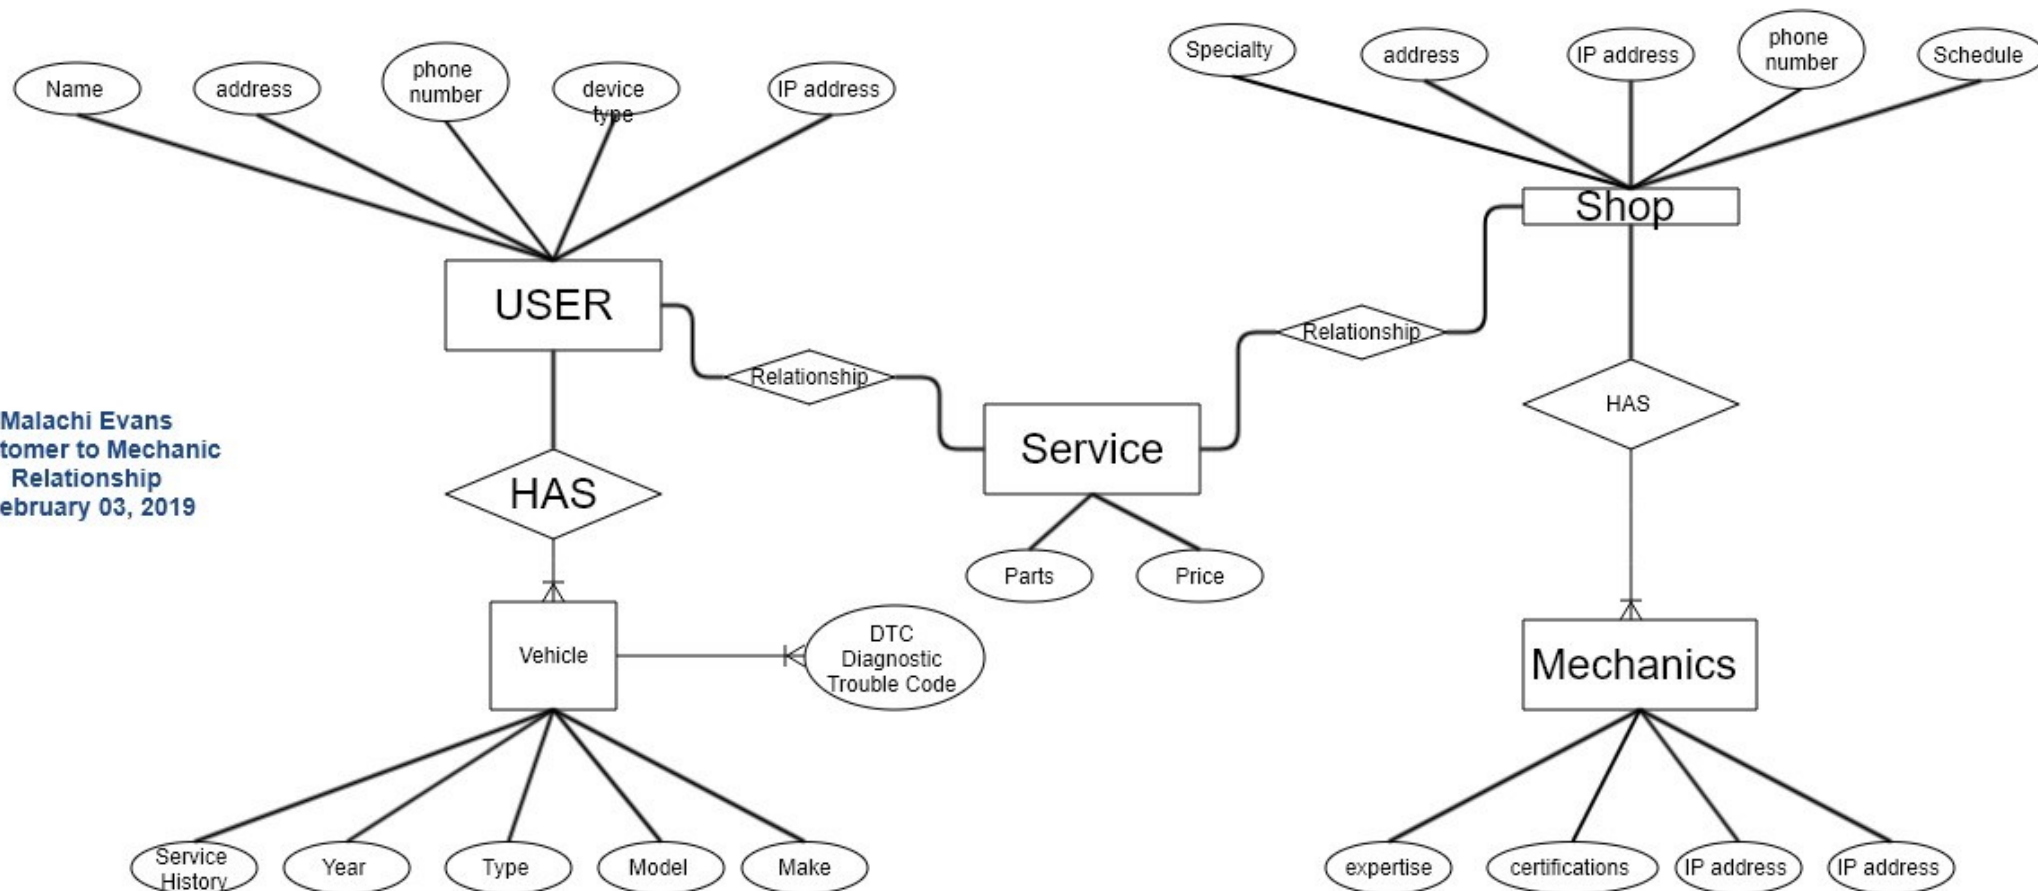 Specialty
address
IP address
phone
number
Schedule
Name
address
phone
number
device
type
IP address
Shop
USER
Relationship
Relationship
Service
HAS
Malachi Evans
tomer to Mechanic
Relationship
ebruary 03, 2019
HAS
Parts
Price
Vehicle
DTC
Diagnostic
Trouble Code
Mechanics
Service
History
Year
Type
Model
Make
expertise
certifications
IP address
IP address